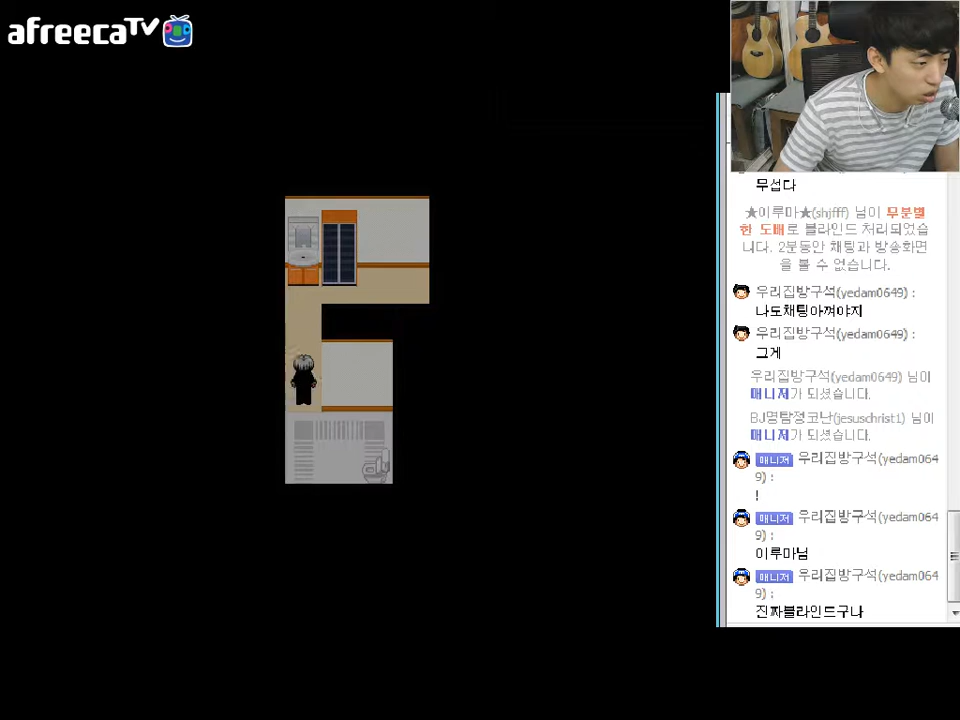 afreecaTV
무섭다
★이루마★(shjfff) 님이 무분별
한 도배로 블라인드 처리되었습
니다. 2분동안 채팅과 방송화면
을 볼 수 없습니다.
우리집방구석(yedam0649) :
나도채팅아껴야지
우리집방구석(yedam0649) :
그게
우리집방구석(yedam0649) 님이
매니저가 되셨습니다.
BJ명탐정코난(jesuschrist1) 님이
매니저가 되셨습니다.
매니저 우리집방구석(yedam064
9) :
!
매니저 우리집방구석(yedam064
9) :
이루마님
매니저 우리집방구석(yedam064
9) :
진짜블라인드구나